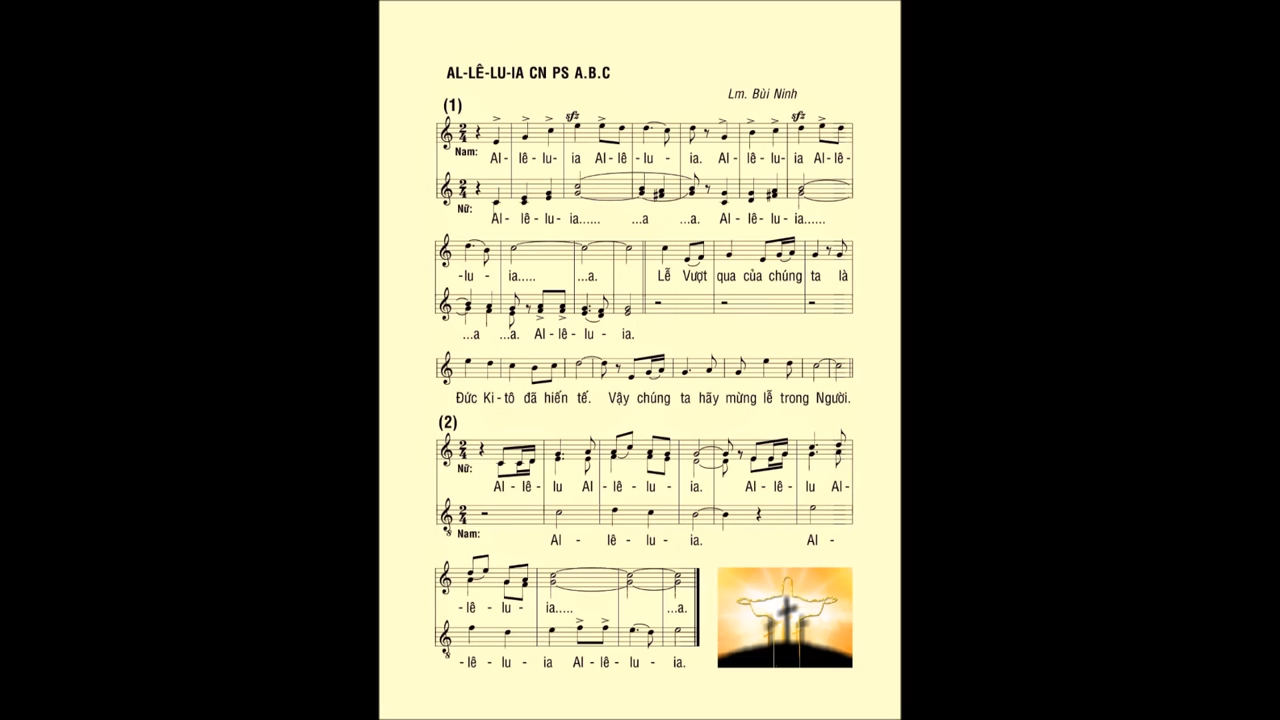 AL-LÊ-LU-IA CN PS A.B.C
Lm. Bùi Ninh
(1)
sfz sfz
Nam:
Al - lê - lu - ia Al - lê - lu - ia. Al - lê - lu - ia Al - lê -
Nữ:
Al - lê - lu - ia...... ...a ...a. Al - lê - lu - ia......
-lu - ia..... ...a. Lễ Vượt qua của chúng ta là
...a ...a. Al - lê - lu - ia.
Đức Ki - tô đã hiến tế. Vậy chúng ta hãy mừng lễ trong Người.
(2)
Nữ:
Al - lê - lu Al - lê - lu - ia. Al - lê - lu Al -
Nam:
Al - lê - lu - ia. Al -
-lê - lu - ia..... ...a.
-lê - lu - ia Al - lê - lu - ia.